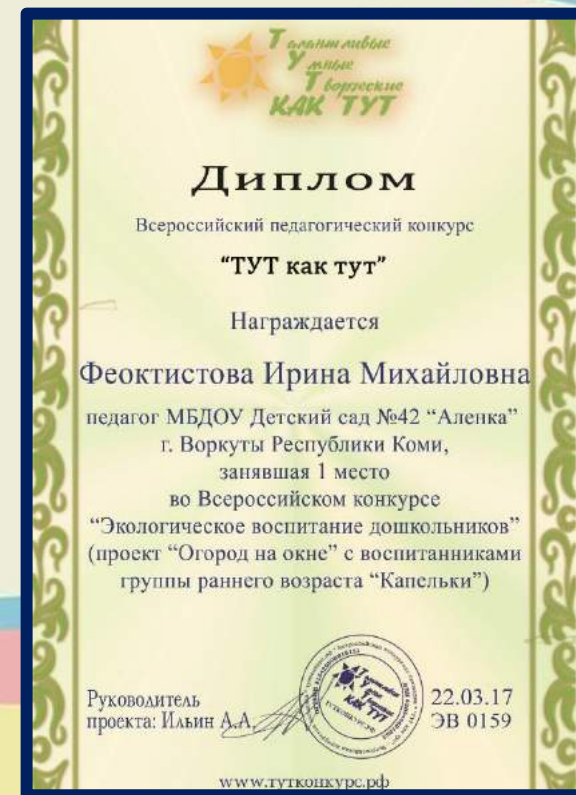 Талантливые
Умные
Творческие
КАК ТУТ
Диплом
Всероссийский педагогический конкурс
“ТУТ как тут”
Награждается
Феоктистова Ирина Михайловна
педагог МБДОУ Детский сад №42 “Аленка”
г. Воркуты Республики Коми,
занявшая 1 место
во Всероссийском конкурсе
“Экологическое воспитание дошкольников”
(проект “Огород на окне” с воспитанниками
группы раннего возраста “Капельки”)
Руководитель
проекта: Ильин А.А.
КАК ТУТ
22.03.17
ЭВ 0159
www.тутконкурс.рф